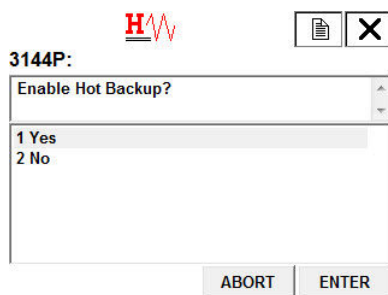 H
3144P:
Enable Hot Backup?
1 Yes
2 No
ABORT ENTER